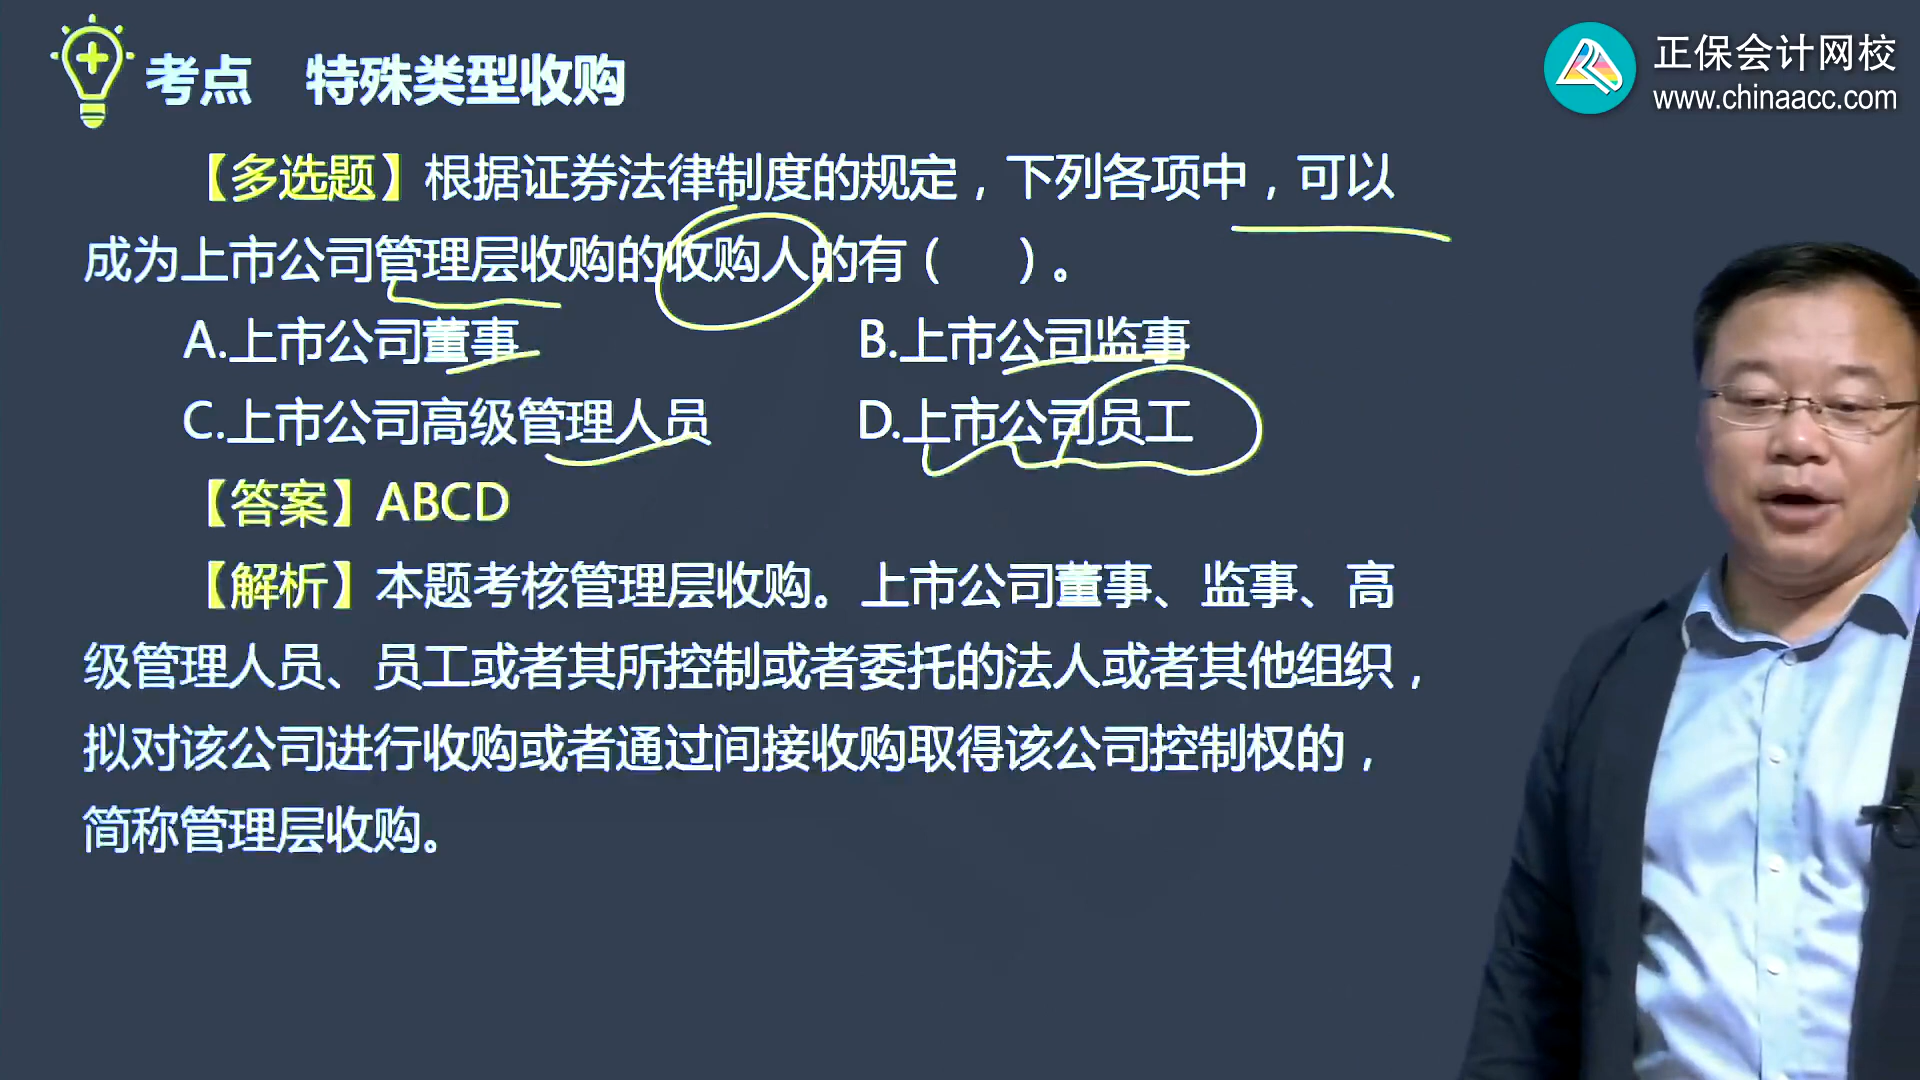 考点 特殊类型收购
正保会计网校
www.chinaacc.com
【多选题】根据证券法律制度的规定，下列各项中，可以
成为上市公司管理层收购的收购人的有（ ）。
A.上市公司董事 B.上市公司监事
C.上市公司高级管理人员 D.上市公司员工
【答案】ABCD
【解析】本题考核管理层收购。上市公司董事、监事、高
级管理人员、员工或者其所控制或者委托的法人或者其他组织，
拟对该公司进行收购或者通过间接收购取得该公司控制权的，
简称管理层收购。